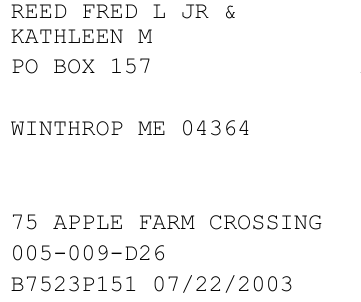 REED FRED L JR &
KATHLEEN M
PO BOX 157
WINTHROP ME 04364
75 APPLE FARM CROSSING
005-009-D26
B7523P151 07/22/2003